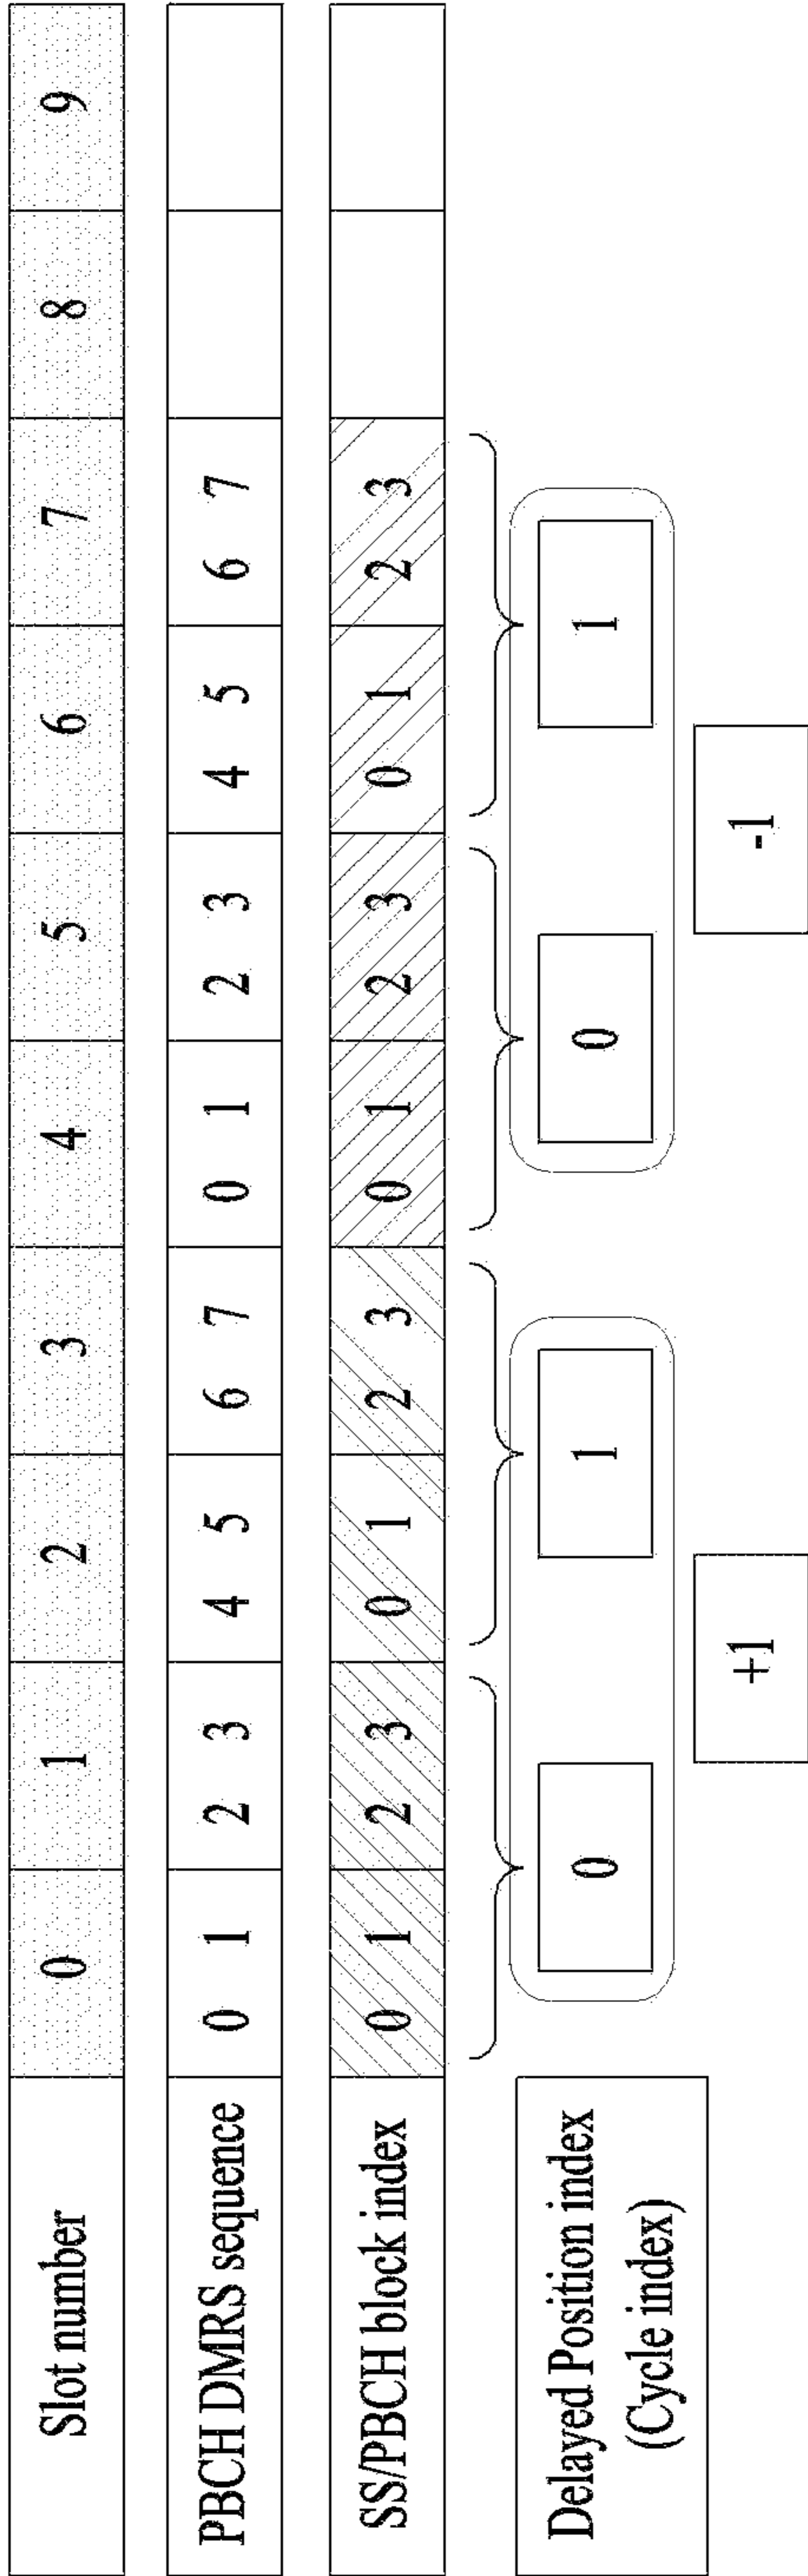 Slot number 0 1 2 3 4 5 6 7 8 9
PBCH DMRS sequence 0 1 2 3 4 5 6 7 0 1 2 3 4 5 6 7
SS/PBCH block index 0 1 2 3 0 1 2 3 0 1 2 3 0 1 2 3
Delayed Position index
(Cycle index)
0 1 0 1
+1 -1